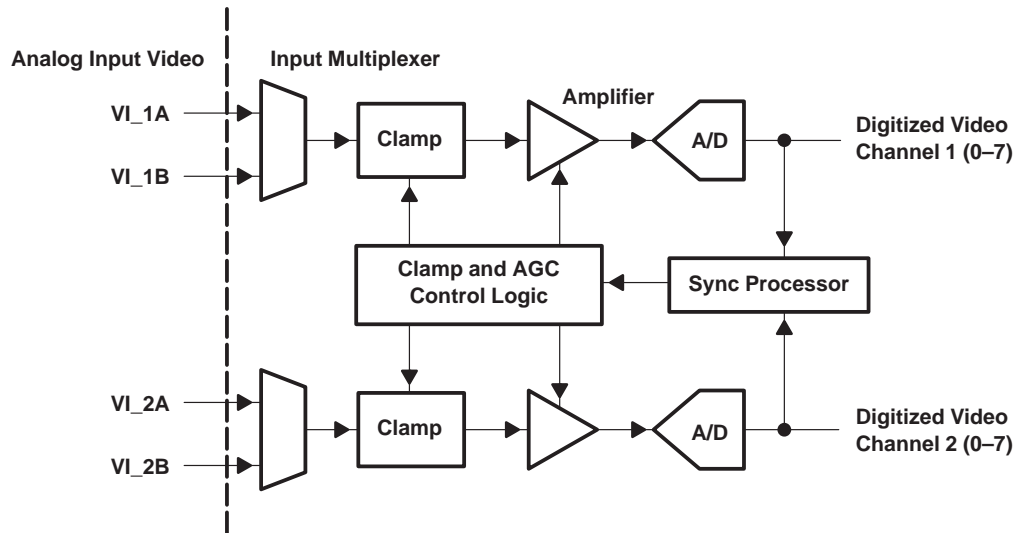 Analog Input Video
Input Multiplexer
Amplifier
VI_1A
VI_1B
Clamp
A/D
Digitized Video
Channel 1 (0–7)
Clamp and AGC
Control Logic
Sync Processor
VI_2A
VI_2B
Clamp
A/D
Digitized Video
Channel 2 (0–7)